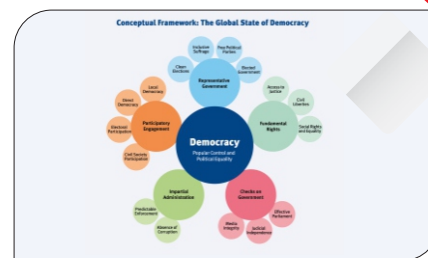 Conceptual Framework: The Global State of Democracy
Inclusive
Suffrage
Free Political
Parties
Clean
Elections
Elected
Government
Representative
Government
Access to
Justice
Civil
Liberties
Social Rights
and Equality
Fundamental
Rights
Local
Democracy
Direct
Democracy
Electoral
Participation
Civil Society
Participation
Participatory
Engagement
Democracy
Popular Control and
Political Equality
Impartial
Administration
Predictable
Enforcement
Absence of
Corruption
Checks on
Government
Effective
Parliament
Judicial
Independence
Media
Integrity